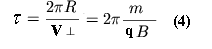 τ = 2πR / V⊥ = 2π m / q B (4)